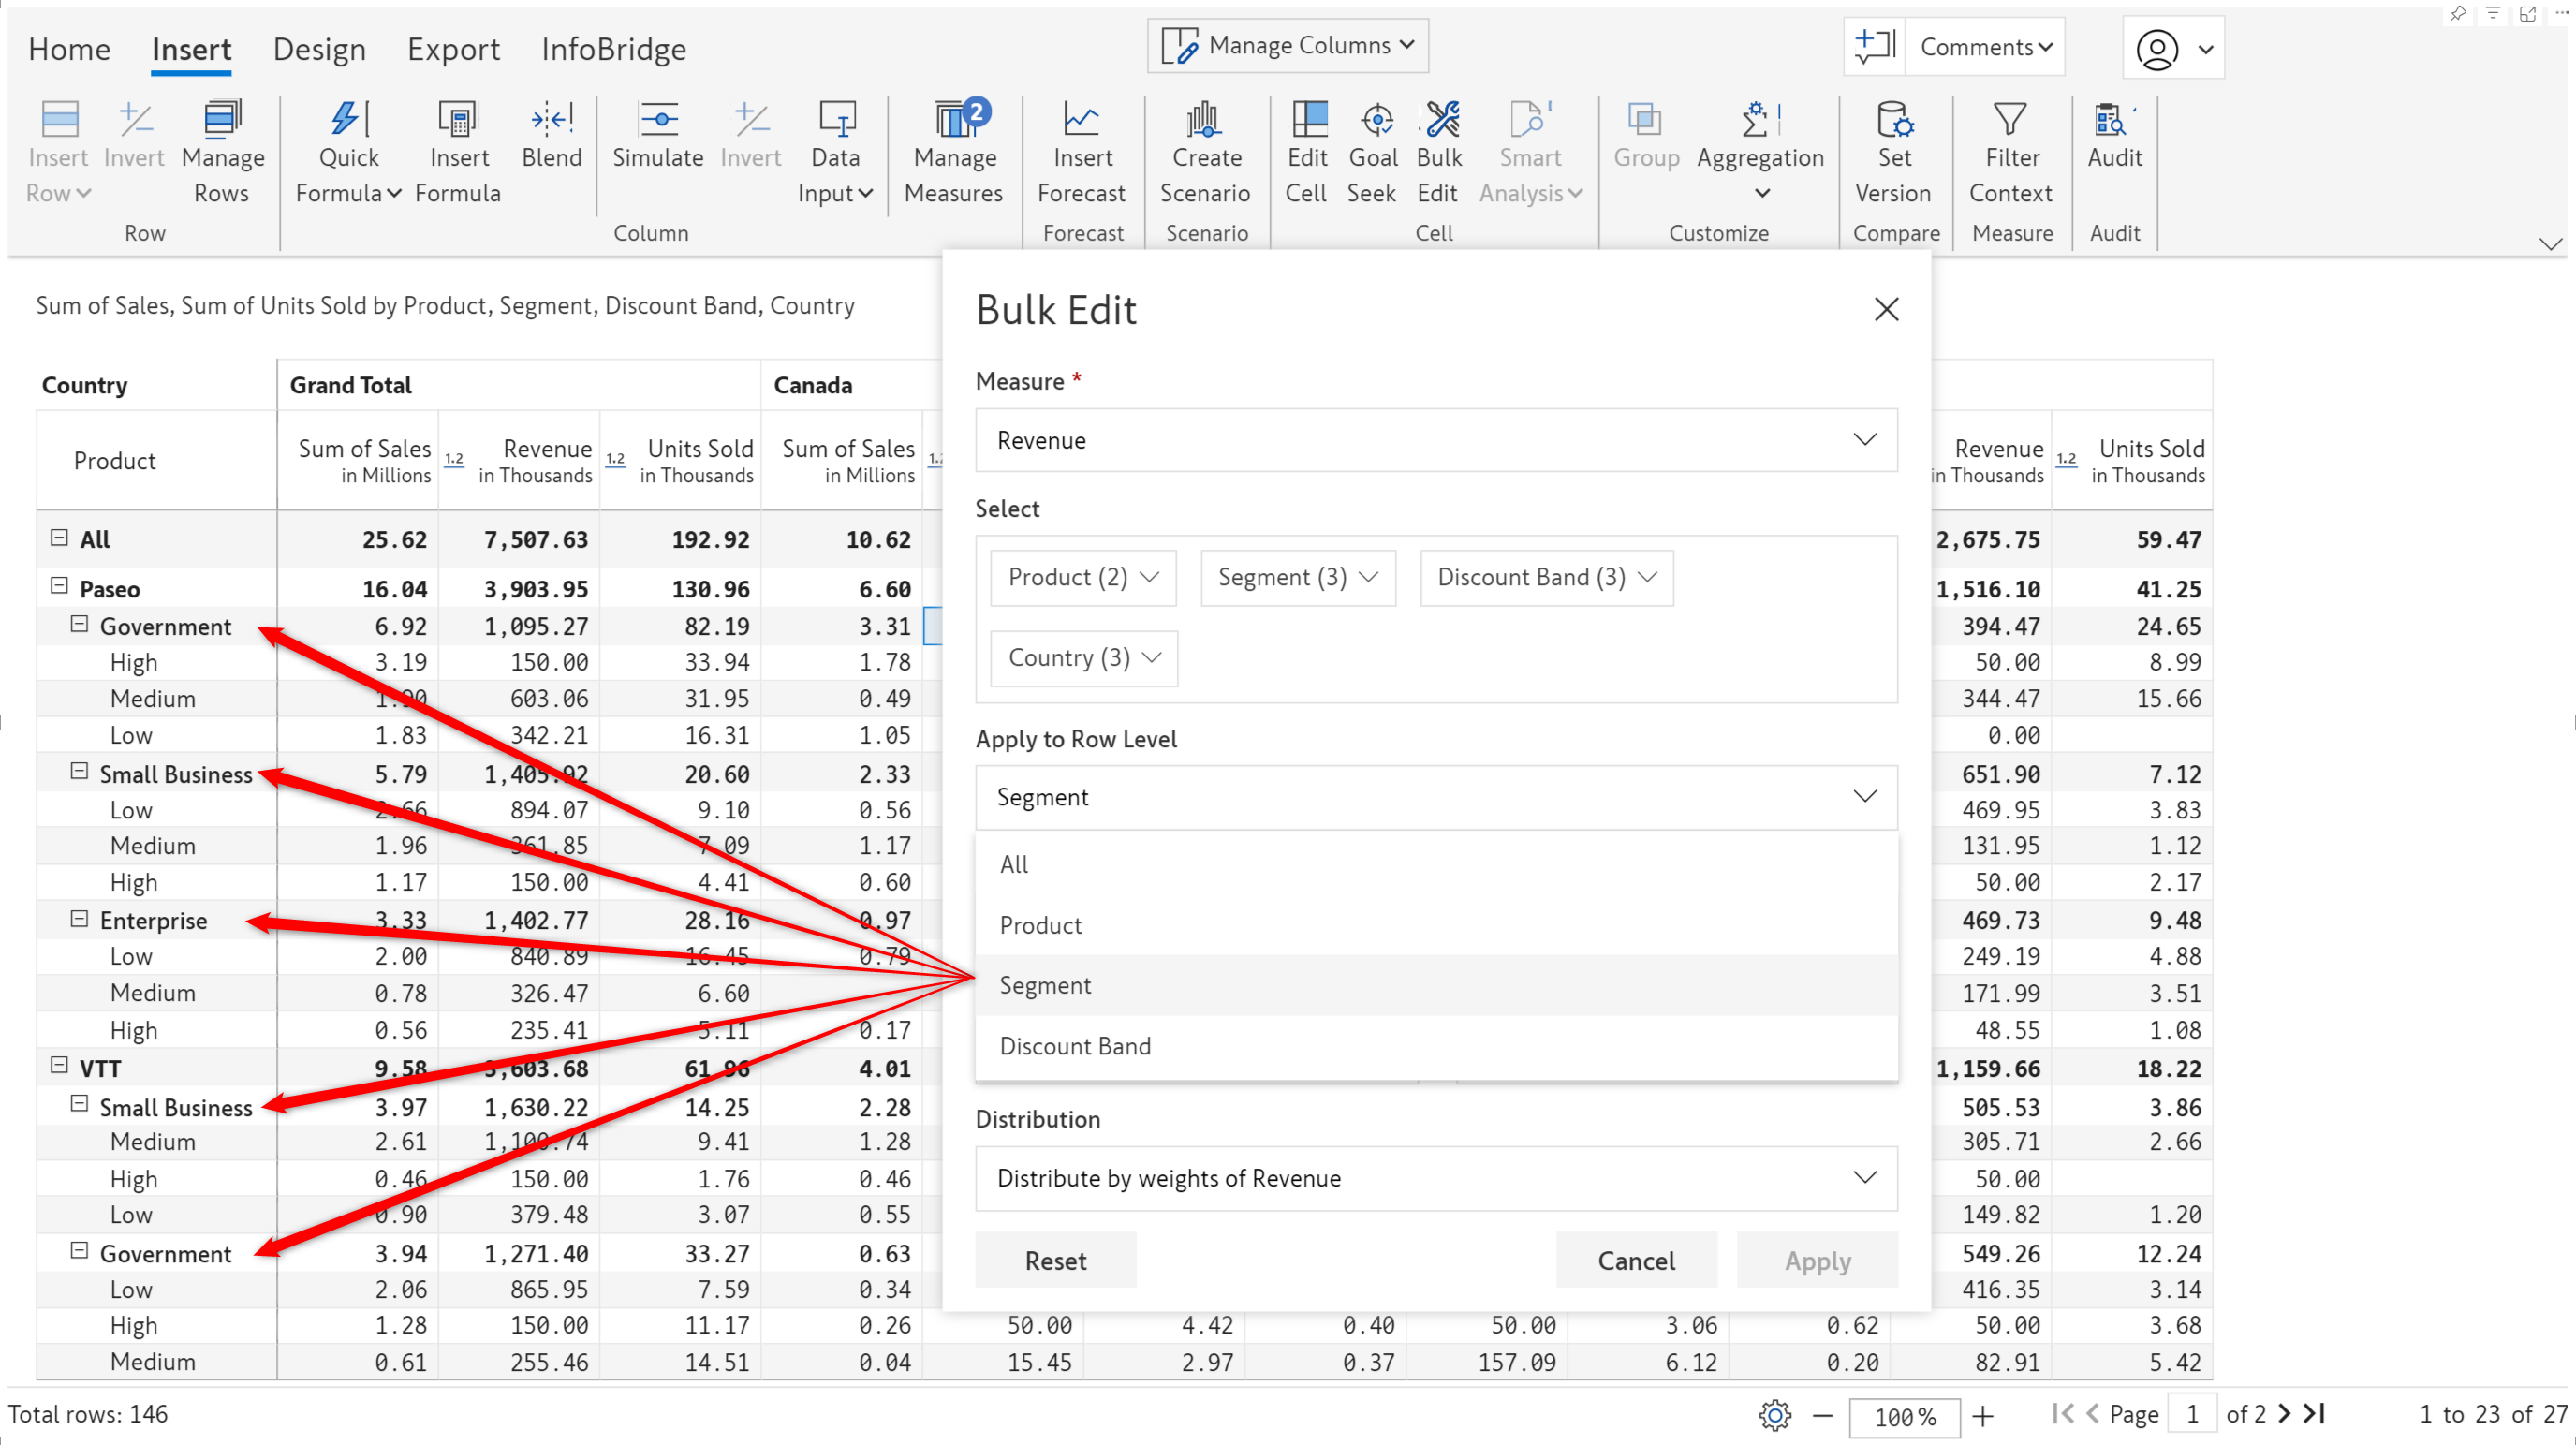 Home Insert Design Export InfoBridge Manage Columns Comments
2
Insert Row Invert Manage Rows Quick Formula Insert Formula Blend Simulate Invert Data Input Manage Measures Insert Forecast Create Scenario Edit Cell Goal Seek Bulk Edit Smart Analysis Group Aggregation Set Version Filter Context Audit
Row Column Forecast Scenario Cell Customize Compare Measure Audit
Sum of Sales, Sum of Units Sold by Product, Segment, Discount Band, Country
Country Grand Total Canada
Product Sum of Sales in Millions 1.2 Revenue in Thousands 1.2 Units Sold in Thousands Sum of Sales in Millions Revenue in Thousands 1.2 Units Sold in Thousands
All 25.62 7,507.63 192.92 10.62 2,675.75 59.47
Paseo 16.04 3,903.95 130.96 6.60 1,516.10 41.25
Government 6.92 1,095.27 82.19 3.31 394.47 24.65
High 3.19 150.00 33.94 1.78 50.00 8.99
Medium 603.06 31.95 0.49 344.47 15.66
Low 1.83 342.21 16.31 1.05 0.00
Small Business 5.79 1,405.92 20.60 2.33 651.90 7.12
Low 2.66 894.07 9.10 0.56 469.95 3.83
Medium 1.96 361.85 7.09 1.17 131.95 1.12
High 1.17 150.00 4.41 0.60 50.00 2.17
Enterprise 3.33 1,402.77 28.16 0.97 469.73 9.48
Low 2.00 840.89 16.45 0.79 249.19 4.88
Medium 0.78 326.47 6.60 171.99 3.51
High 0.56 235.41 5.11 0.17 48.55 1.08
VTT 9.58 3,603.68 61.96 4.01 1,159.66 18.22
Small Business 3.97 1,630.22 14.25 2.28 505.53 3.86
Medium 2.61 1,100.74 9.41 1.28 305.71 2.66
High 0.46 150.00 1.76 0.46 50.00
Low 0.90 379.48 3.07 0.55 149.82 1.20
Government 3.94 1,271.40 33.27 0.63 549.26 12.24
Low 2.06 865.95 7.59 0.34 416.35 3.14
High 1.28 150.00 11.17 0.26 50.00 4.42 0.40 50.00 3.06 0.62 50.00 3.68
Medium 0.61 255.46 14.51 0.04 15.45 2.97 0.37 157.09 6.12 0.20 82.91 5.42
Bulk Edit
Measure *
Revenue
Select
Product (2) Segment (3) Discount Band (3)
Country (3)
Apply to Row Level
Segment
All
Product
Segment
Discount Band
Distribution
Distribute by weights of Revenue
Reset Cancel Apply
Total rows: 146 100% Page 1 of 2 1 to 23 of 27